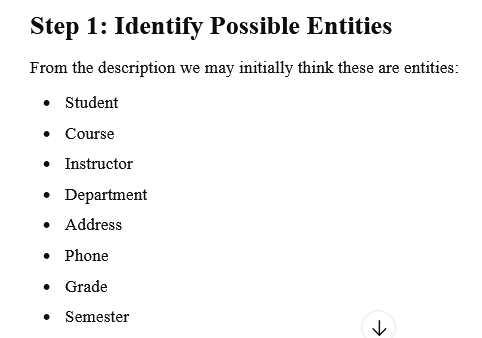 Step 1: Identify Possible Entities
From the description we may initially think these are entities:
• Student
• Course
• Instructor
• Department
• Address
• Phone
• Grade
• Semester